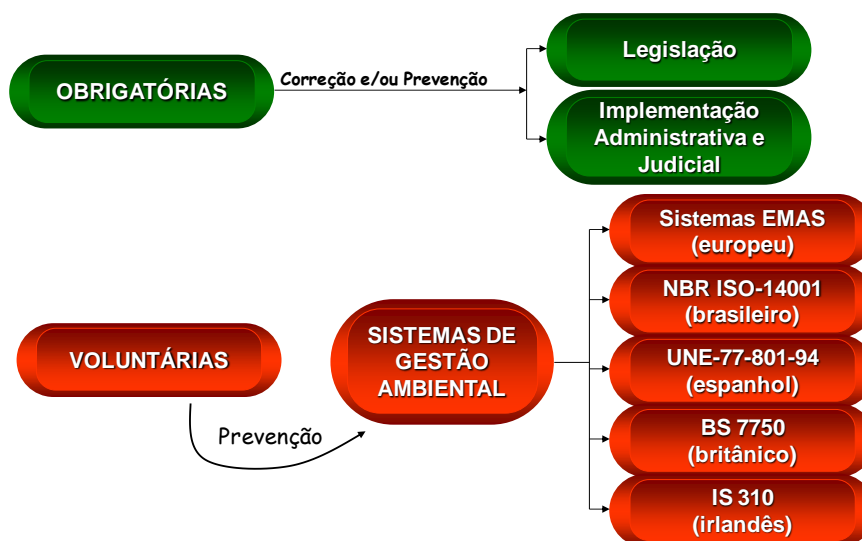 OBRIGATÓRIAS
Correção e/ou Prevenção
Legislação
Implementação
Administrativa e
Judicial
VOLUNTÁRIAS
Prevenção
SISTEMAS DE
GESTÃO
AMBIENTAL
Sistemas EMAS
(europeu)
NBR ISO-14001
(brasileiro)
UNE-77-801-94
(espanhol)
BS 7750
(britânico)
IS 310
(irlandês)